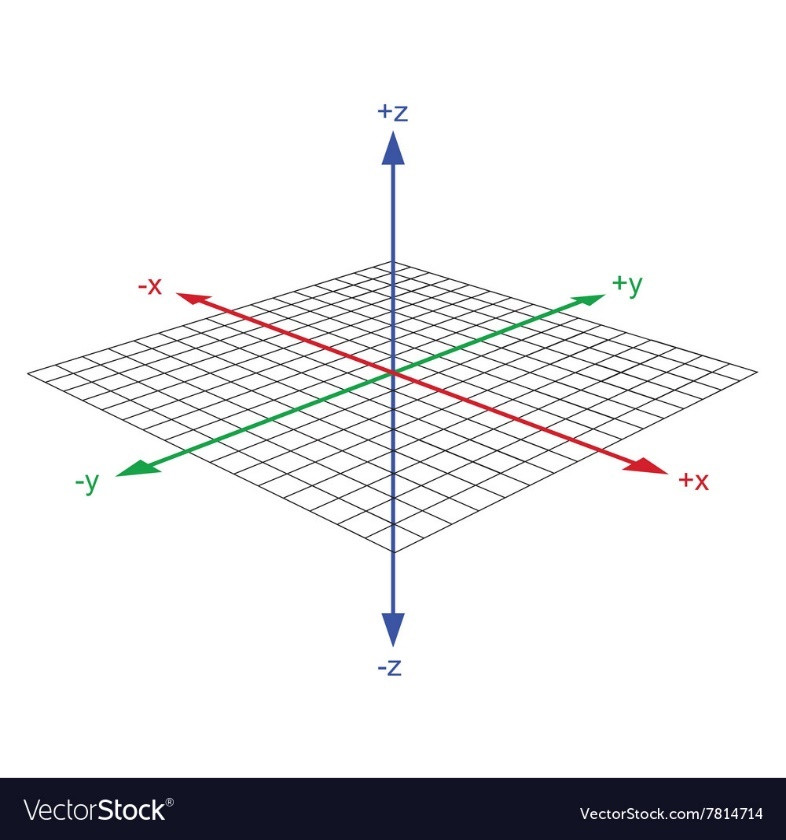 +z
-x
+y
-y
+x
-z
VectorStock®
VectorStock.com/7814714